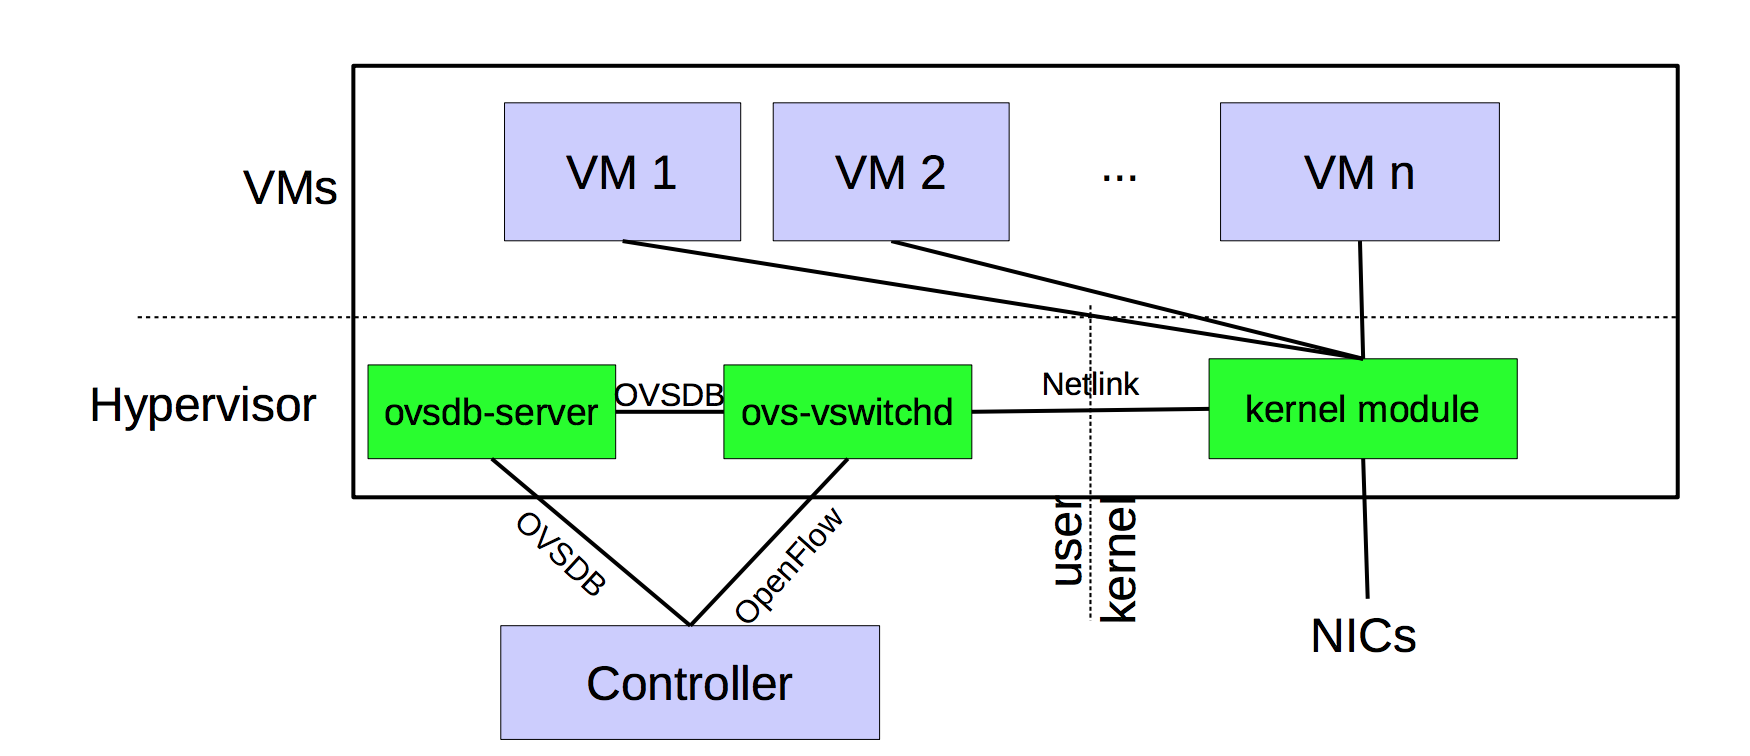 VMs
VM 1
VM 2
...
VM n
Hypervisor
ovsdb-server
OVSDB
ovs-vswitchd
Netlink
kernel module
OVSDB
OpenFlow
user
kernel
Controller
NICs